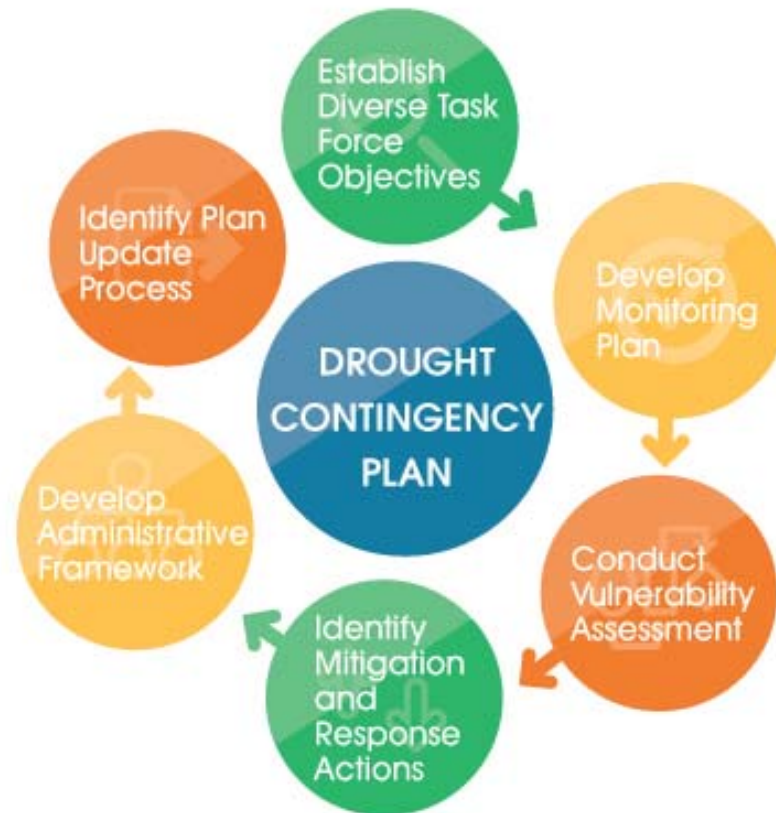 Establish
Diverse Task
Force
Objectives
Develop
Monitoring
Plan
Conduct
Vulnerability
Assessment
Identify
Mitigation
and
Response
Actions
Develop
Administrative
Framework
Identify Plan
Update
Process
DROUGHT
CONTINGENCY
PLAN